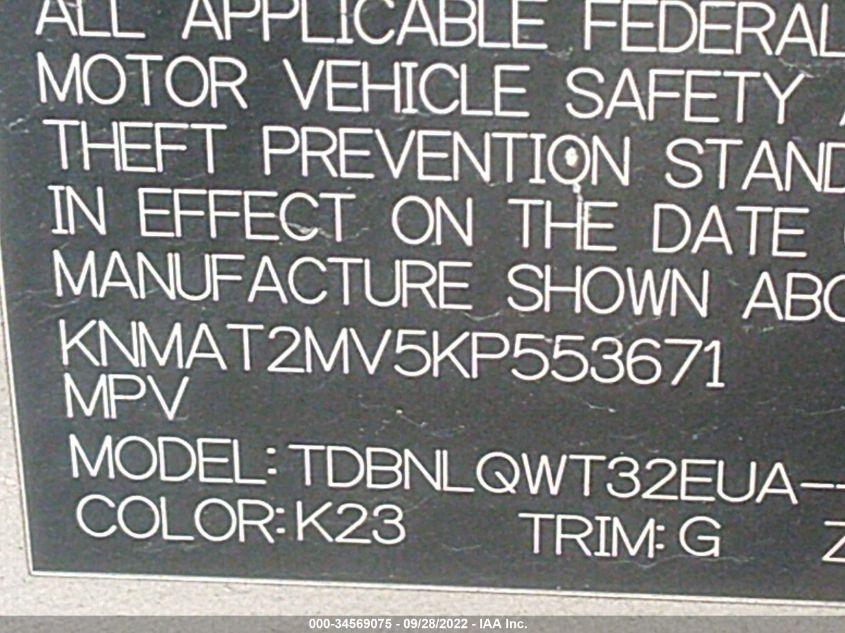 ALL APPLICABLE FEDERAL
MOTOR VEHICLE SAFETY
THEFT PREVENTION STAND
IN EFFECT ON THE DATE
MANUFACTURE SHOWN ABO
KNMAT2MV5KP553671
MPV
MODEL: TDBNLQWT32EUA--
COLOR: K23 TRIM: G Z
000-34569075 - 09/28/2022 - IAA Inc.